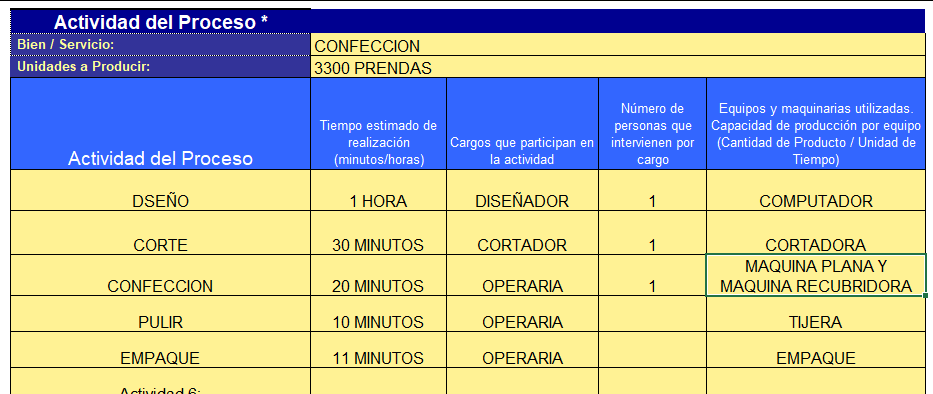 Actividad del Proceso *
Bien / Servicio: CONFECCION
Unidades a Producir: 3300 PRENDAS
Actividad del Proceso
Tiempo estimado de
realización
(minutos/horas)
Cargos que participan en
la actividad
Número de
personas que
intervienen por
cargo
Equipos y maquinarias utilizadas.
Capacidad de producción por equipo
(Cantidad de Producto / Unidad de
Tiempo)
DSEÑO 1 HORA DISEÑADOR 1 COMPUTADOR
CORTE 30 MINUTOS CORTADOR 1 CORTADORA
CONFECCION 20 MINUTOS OPERARIA 1 MAQUINA PLANA Y
MAQUINA RECUBRIDORA
PULIR 10 MINUTOS OPERARIA TIJERA
EMPAQUE 11 MINUTOS OPERARIA EMPAQUE
Actividad 6: